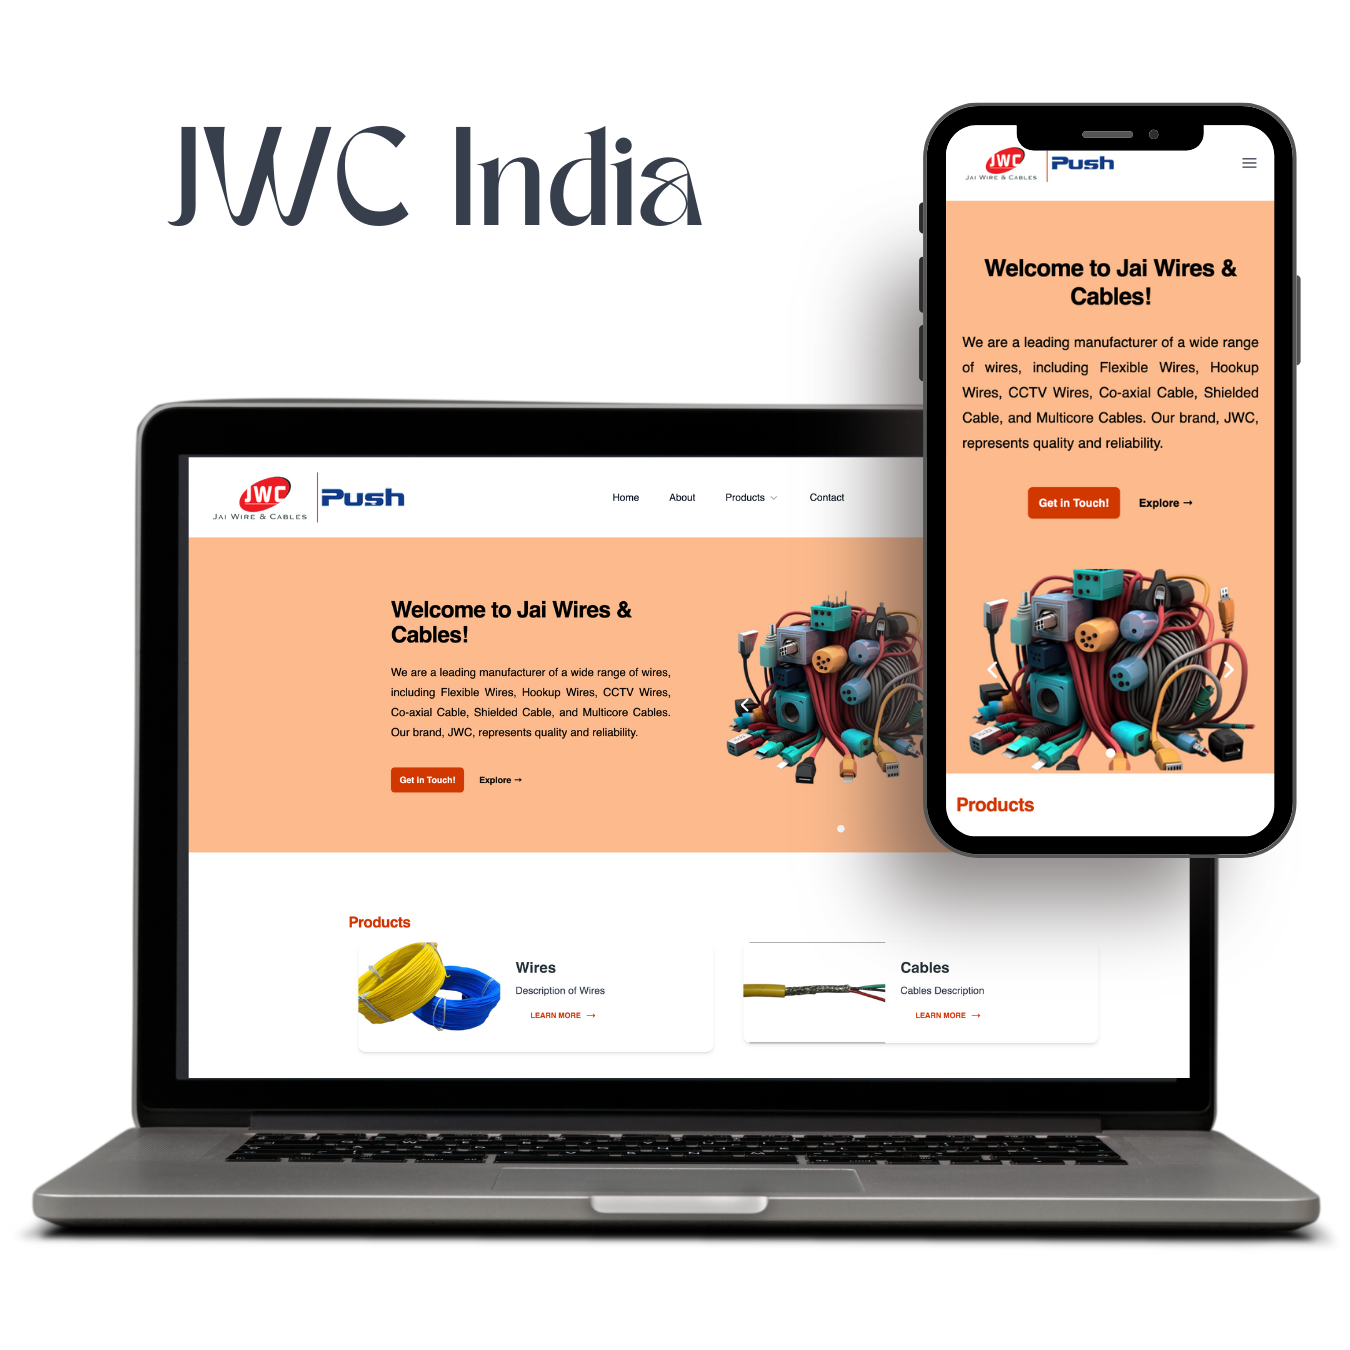 JWC India
JWC
JAI WIRE & CABLES
Push
Home
About
Products
Contact
Welcome to Jai Wires &
Cables!
We are a leading manufacturer of a wide range of wires,
including Flexible Wires, Hookup Wires, CCTV Wires,
Co-axial Cable, Shielded Cable, and Multicore Cables.
Our brand, JWC, represents quality and reliability.
Get in Touch!
Explore →
Products
Wires
Description of Wires
LEARN MORE →
Cables
Cables Description
LEARN MORE →
JWC
JAI WIRE & CABLES
Push
Welcome to Jai Wires &
Cables!
We are a leading manufacturer of a wide range
of wires, including Flexible Wires, Hookup
Wires, CCTV Wires, Co-axial Cable, Shielded
Cable, and Multicore Cables. Our brand, JWC,
represents quality and reliability.
Get in Touch!
Explore →
Products